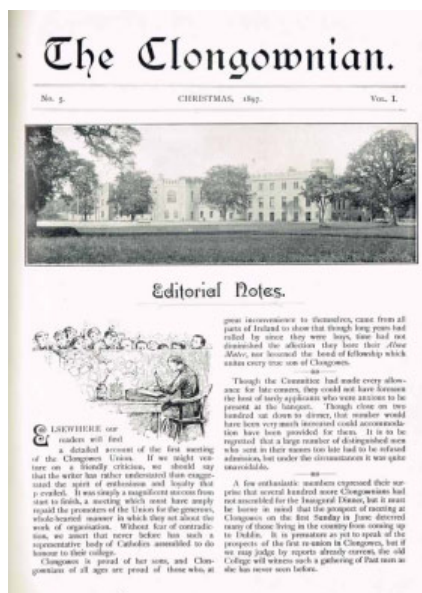 The Clongownian.
No. 5. CHRISTMAS, 1897. VOL. I.
Editorial Notes.
ELSEWHERE our
readers will find
a detailed account of the first meeting
of the Clongowes Union. If we might ven-
ture on a friendly criticism, we should say
that the writer has rather understated than exagge-
rated the spirit of enthusiasm and loyalty that
prevailed. It was simply a magnificent success from
start to finish, a meeting which must have amply
repaid the promoters of the Union for the generous,
whole-hearted manner in which they set about the
work of organisation. Without fear of contradic-
tion, we assert that never before has such a
representative body of Catholics assembled to do
honour to their college.
Clongowes is proud of her sons, and Clon-
gownians of all ages are proud of those who, at
great inconvenience to themselves, came from all
parts of Ireland to show that though long years had
rolled by since they were boys, time had not
diminished the affection they bore their Alma
Mater, nor loosened the bond of fellowship which
unites every true son of Clongowes.
Though the Committee had made every allow-
ance for late comers, they could not have foreseen
the host of tardy applicants who were anxious to be
present at the banquet. Though close on two
hundred sat down to dinner, that number would
have been very much increased could accommoda-
tion have been provided for them. It is to be
regretted that a large number of distinguished men
who sent in their names too late had to be refused
admission, but under the circumstances it was quite
unavoidable.
A few enthusiastic members expressed their sur-
prise that several hundred more Clongownians had
not assembled for the Inaugural Dinner, but it must
be borne in mind that the prospect of meeting at
Clongowes on the first Sunday in June deterred
many of those living in the country from coming up
to Dublin. It is premature as yet to speak of the
prospects of the first re-union in Clongowes, but if
we may judge by reports already current, the old
College will witness such a gathering of Past men as
she has never seen before.